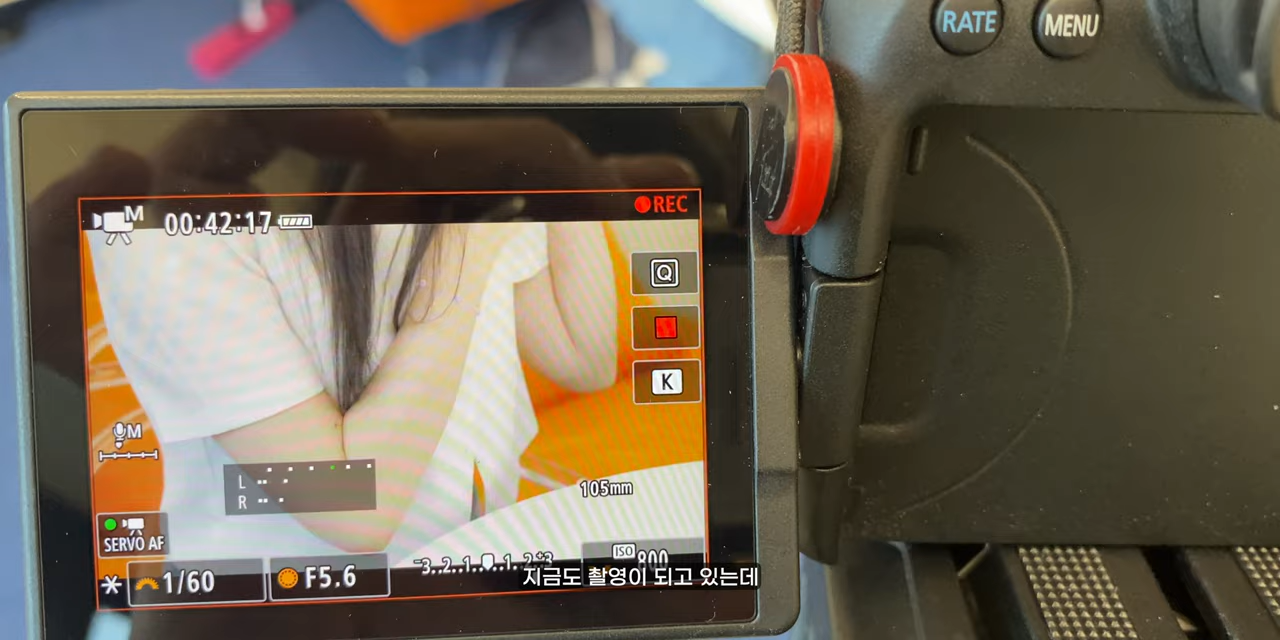 RATE MENU
M 00:42:17 REC
Q
K
M
L
R
105mm
SERVO AF
1/60 F5.6 -3..2..1..0..1..2..+3 ISO 800
지금도 촬영이 되고 있는데